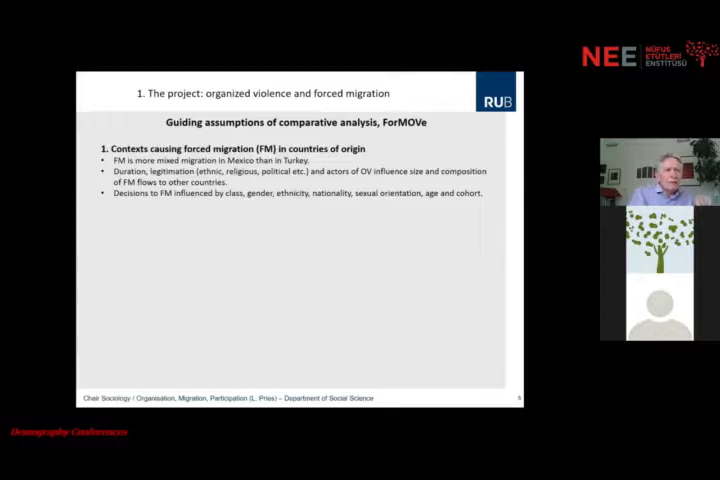 NEE NÜFUS
ETÜTLERİ
ENSTİTÜSÜ
1. The project: organized violence and forced migration
RUB
Guiding assumptions of comparative analysis, ForMOVe
1. Contexts causing forced migration (FM) in countries of origin
• FM is more mixed migration in Mexico than in Turkey.
• Duration, legitimation (ethnic, religious, political etc.) and actors of OV influence size and composition
of FM flows to other countries.
• Decisions to FM influenced by class, gender, ethnicity, nationality, sexual orientation, age and cohort.
Chair Sociology / Organisation, Migration, Participation (L. Pries) – Department of Social Science
5
Demography Conferences